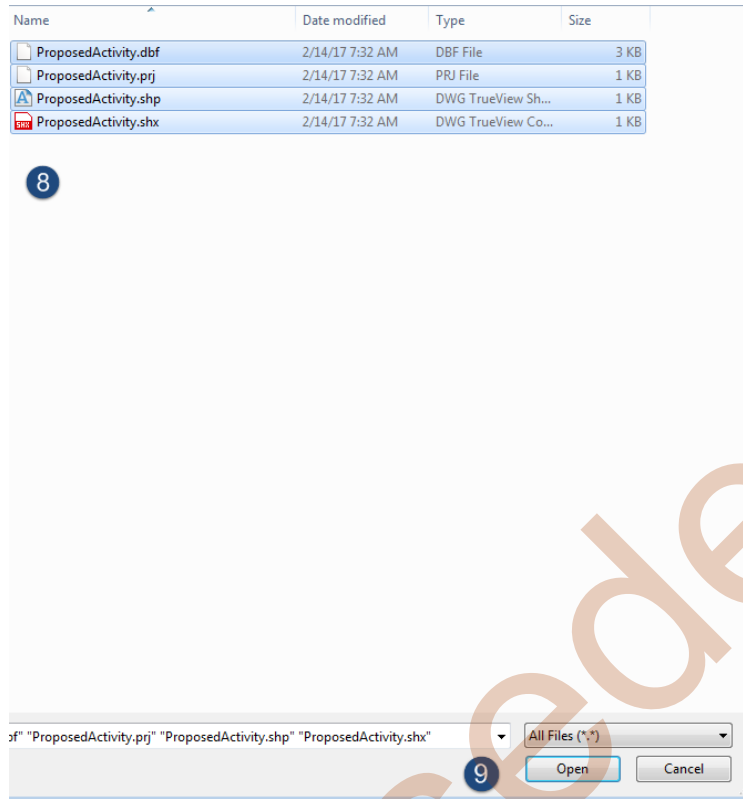 Name Date modified Type Size
ProposedActivity.dbf 2/14/17 7:32 AM DBF File 3 KB
ProposedActivity.prj 2/14/17 7:32 AM PRJ File 1 KB
ProposedActivity.shp 2/14/17 7:32 AM DWG TrueView Sh... 1 KB
SHX ProposedActivity.shx 2/14/17 7:32 AM DWG TrueView Co... 1 KB
8
"ProposedActivity.prj" "ProposedActivity.shp" "ProposedActivity.shx" All Files (*.*)
9 Open Cancel